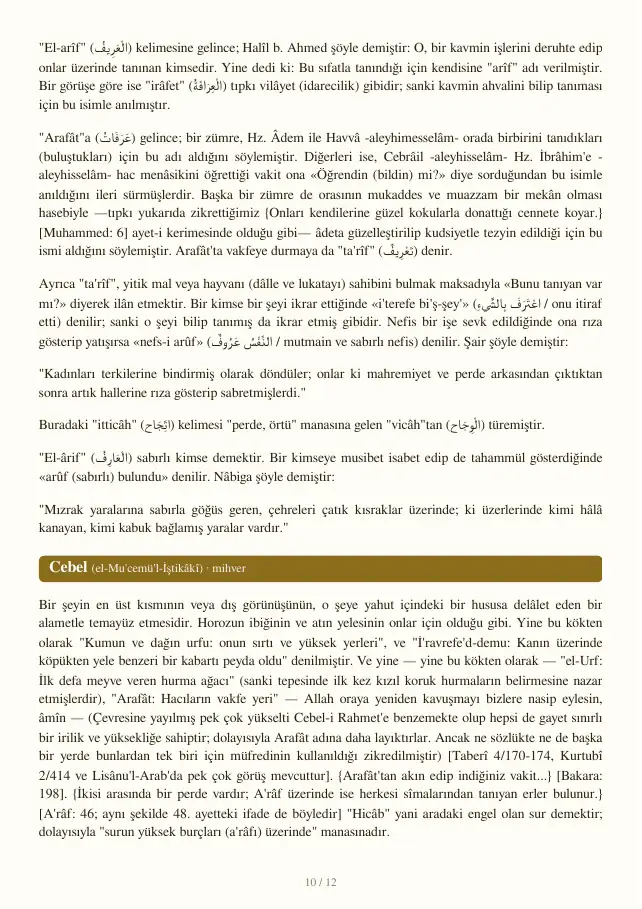 "El-arîf" (الْعَرِيفُ) kelimesine gelince; Halîl b. Ahmed şöyle demiştir: O, bir kavmin işlerini deruhte edip
onlar üzerinde tanınan kimsedir. Yine dedi ki: Bu sıfatla tanındığı için kendisine "arîf" adı verilmiştir.
Bir görüşe göre ise "irâfet" (الْعِرَافَةُ) tıpkı vilâyet (idarecilik) gibidir; sanki kavmin ahvalini bilip tanıması
için bu isimle anılmıştır.
"Arafât"a (عَرَفَاتُ) gelince; bir zümre, Hz. Âdem ile Havvâ -aleyhimesselâm- orada birbirini tanıdıkları
(buluştukları) için bu adı aldığını söylemiştir. Diğerleri ise, Cebrâil -aleyhisselâm- Hz. İbrâhim'e -
aleyhisselâm- hac menâsikini öğrettiği vakit ona «Öğrendin (bildin) mi?» diye sorduğundan bu isimle
anıldığını ileri sürmüşlerdir. Başka bir zümre de orasının mukaddes ve muazzam bir mekân olması
hasebiyle —tıpkı yukarıda zikrettiğimiz {Onları kendilerine güzel kokularla donattığı cennete koyar.}
[Muhammed: 6] ayet-i kerimesinde olduğu gibi— âdeta güzelleştirilip kudsiyetle tezyin edildiği için bu
ismi aldığını söylemiştir. Arafât'ta vakfeye durmaya da "ta'rîf" (تَعْرِيفٌ) denir.
Ayrıca "ta'rîf", yitik mal veya hayvanı (dâlle ve lukatayı) sahibini bulmak maksadıyla «Bunu tanıyan var
mı?» diyerek ilân etmektir. Bir kimse bir şeyi ikrar ettiğinde «i'terefe bi'ş-şey'» (اعْتَرَفَ بِالشَّيءِ / onu itiraf
etti) denilir; sanki o şeyi bilip tanımış da ikrar etmiş gibidir. Nefis bir işe sevk edildiğinde ona rıza
gösterip yatışırsa «nefs-i arûf» (النَّفْسُ عَرُوفٌ / mutmain ve sabırlı nefis) denilir. Şair şöyle demiştir:
"Kadınları terkilerine bindirmiş olarak döndüler; onlar ki mahremiyet ve perde arkasından çıktıktan
sonra artık hallerine rıza gösterip sabretmişlerdi."
Buradaki "itticâh" (اتِّجَاح) kelimesi "perde, örtü" manasına gelen "vicâh"tan (الْوِجَاح) türemiştir.
"El-ârif" (الْعَارِفُ) sabırlı kimse demektir. Bir kimseye musibet isabet edip de tahammül gösterdiğinde
«arûf (sabırlı) bulundu» denilir. Nâbiga şöyle demiştir:
"Mızrak yaralarına sabırla göğüs geren, çehreleri çatık kısraklar üzerinde; ki üzerlerinde kimi hâlâ
kanayan, kimi kabuk bağlamış yaralar vardır."
Cebel (el-Mu'cemü'l-İştikâkî) · mihver
Bir şeyin en üst kısmının veya dış görünüşünün, o şeye yahut içindeki bir hususa delâlet eden bir
alametle temayüz etmesidir. Horozun ibiğinin ve atın yelesinin onlar için olduğu gibi. Yine bu kökten
olarak "Kumun ve dağın urfu: onun sırtı ve yüksek yerleri", ve "İ'ravrefe'd-demu: Kanın üzerinde
köpükten yele benzeri bir kabartı peyda oldu" denilmiştir. Ve yine — yine bu kökten olarak — "el-Urf:
İlk defa meyve veren hurma ağacı" (sanki tepesinde ilk kez kızıl koruk hurmaların belirmesine nazar
etmişlerdir), "Arafât: Hacıların vakfe yeri" — Allah oraya yeniden kavuşmayı bizlere nasip eylesin,
âmîn — (Çevresine yayılmış pek çok yükselti Cebel-i Rahmet'e benzemekte olup hepsi de gayet sınırlı
bir irilik ve yüksekliğe sahiptir; dolayısıyla Arafât adına daha layıktırlar. Ancak ne sözlükte ne de başka
bir yerde bunlardan tek biri için müfredinin kullanıldığı zikredilmiştir) [Taberî 4/170-174, Kurtubî
2/414 ve Lisânu'l-Arab'da pek çok görüş mevcuttur]. {Arafât'tan akın edip indiğiniz vakit...} [Bakara:
198]. {İkisi arasında bir perde vardır; A'râf üzerinde ise herkesi sîmalarından tanıyan erler bulunur.}
[A'râf: 46; aynı şekilde 48. ayetteki ifade de böyledir] "Hicâb" yani aradaki engel olan sur demektir;
dolayısıyla "surun yüksek burçları (a'râfı) üzerinde" manasınadır.
10 / 12